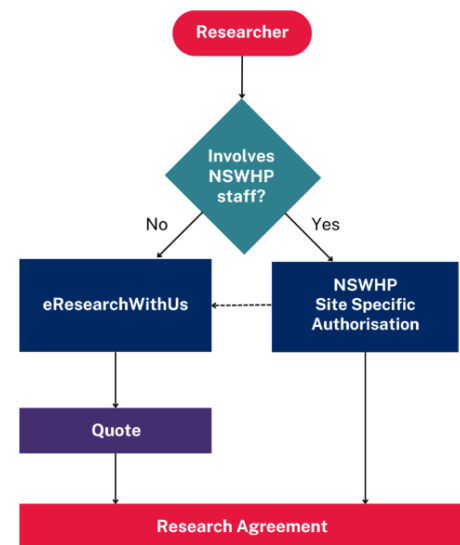 Researcher
Involves
NSWHP
staff?
No
Yes
eResearchWithUs
NSWHP
Site Specific
Authorisation
Quote
Research Agreement